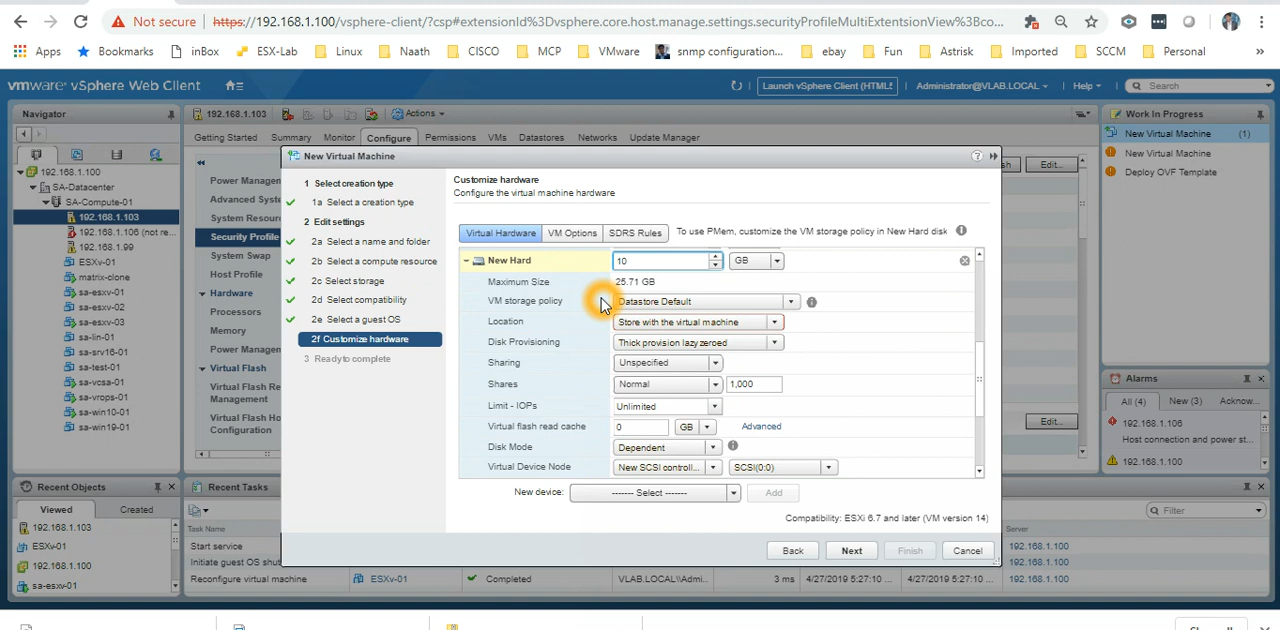 Not secure
https://192.168.1.100/vsphere-client/?csp#extensionId%3Dvsphere.core.host.manage.settings.securityProfileMultiExtentsionView%3Bco...
Apps Bookmarks inBox ESX-Lab Linux Naath CISCO MCP VMware snmp configuration... ebay Fun Astrisk Imported SCCM Personal »
vmware® vSphere Web Client
Launch vSphere Client (HTML5
Administrator@VLAB.LOCAL
Help
Search
Navigator
192.168.1.100
SA-Datacenter
SA-Compute-01
192.168.1.103
192.168.1.106 (not re...
192.168.1.99
ESXv-01
matrix-clone
sa-esxv-01
sa-esxv-02
sa-esxv-03
sa-lin-01
sa-srv16-01
sa-test-01
sa-vcsa-01
sa-vrops-01
sa-win10-01
sa-win19-01
192.168.1.103
Actions
Getting Started Summary Monitor Configure Permissions VMs Datastores Networks Update Manager
Power Managen
Advanced Syste
System Resour
Security Profile
System Swap
Host Profile
Hardware
Processors
Memory
Power Managen
Virtual Flash
Virtual Flash Re
Management
Virtual Flash Ho
Configuration
sh
Edit...
Edit...
New Virtual Machine
1 Select creation type
1a Select a creation type
2 Edit settings
2a Select a name and folder
2b Select a compute resource
2c Select storage
2d Select compatibility
2e Select a guest OS
2f Customize hardware
3 Ready to complete
Customize hardware
Configure the virtual machine hardware
Virtual Hardware VM Options SDRS Rules To use PMem, customize the VM storage policy in New Hard disk
New Hard 10 GB
Maximum Size 25.71 GB
VM storage policy Datastore Default
Location Store with the virtual machine
Disk Provisioning Thick provision lazy zeroed
Sharing Unspecified
Shares Normal 1,000
Limit - IOPs Unlimited
Virtual flash read cache 0 GB Advanced
Disk Mode Dependent
Virtual Device Node New SCSI controll... SCSI(0:0)
New device: ------- Select ------- Add
Compatibility: ESXi 6.7 and later (VM version 14)
Back Next Finish Cancel
Work In Progress
New Virtual Machine (1)
New Virtual Machine
Deploy OVF Template
Alarms
All (4) New (3) Acknow...
192.168.1.106
Host connection and power st...
192.168.1.100
Recent Objects
Viewed Created
192.168.1.103
ESXv-01
192.168.1.100
sa-esxv-01
Recent Tasks
Filter
Task Name
Server
Start service
192.168.1.100
Initiate guest OS shut
192.168.1.100
Reconfigure virtual machine ESXv-01 Completed VLAB.LOCAL\\Admi... 3 ms 4/27/2019 5:27:10 ... 4/27/2019 5:27:10 ... 192.168.1.100